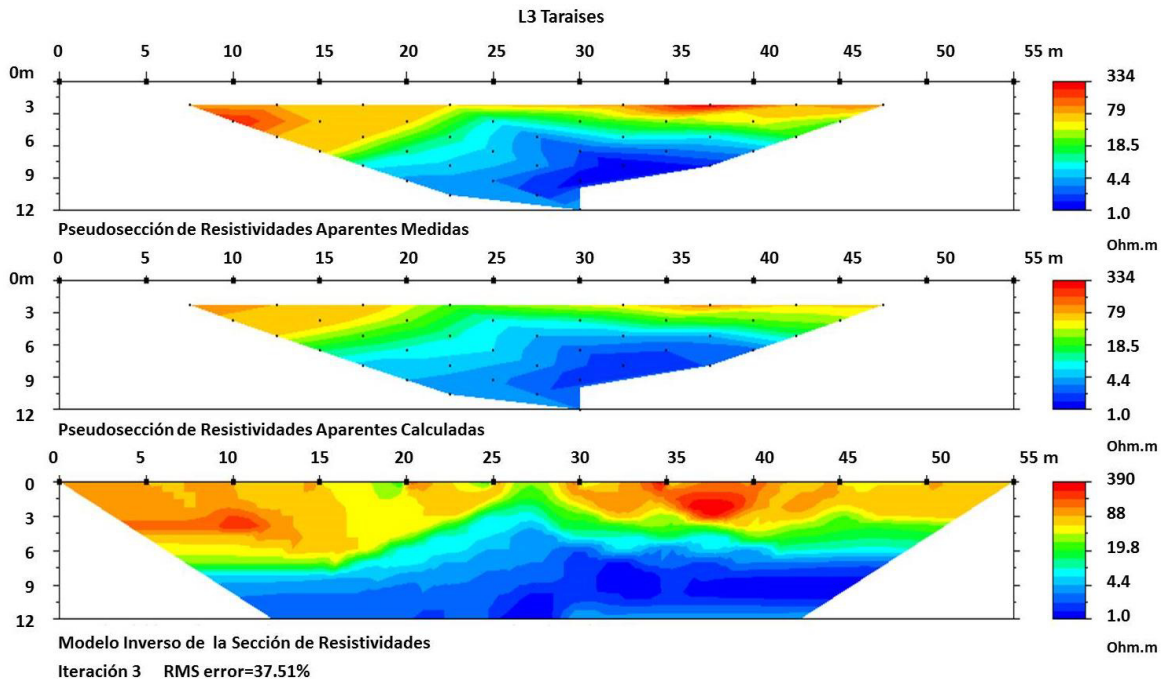 L3 Taraises
0 5 10 15 20 25 30 35 40 45 55 m
0m
3
6
9
12
334
79
18.5
4.4
1.0
Ohm.m
Pseudosección de Resistividades Aparentes Medidas
0 5 10 15 20 25 30 35 40 45 55 m
0m
3
6
9
12
334
79
18.5
4.4
1.0
Ohm.m
Pseudosección de Resistividades Aparentes Calculadas
0 5 10 15 20 25 30 35 40 45 50 55 m
0
3
6
9
12
390
88
19.8
4.4
1.0
Ohm.m
Modelo Inverso de la Sección de Resistividades
Iteración 3 RMS error=37.51%